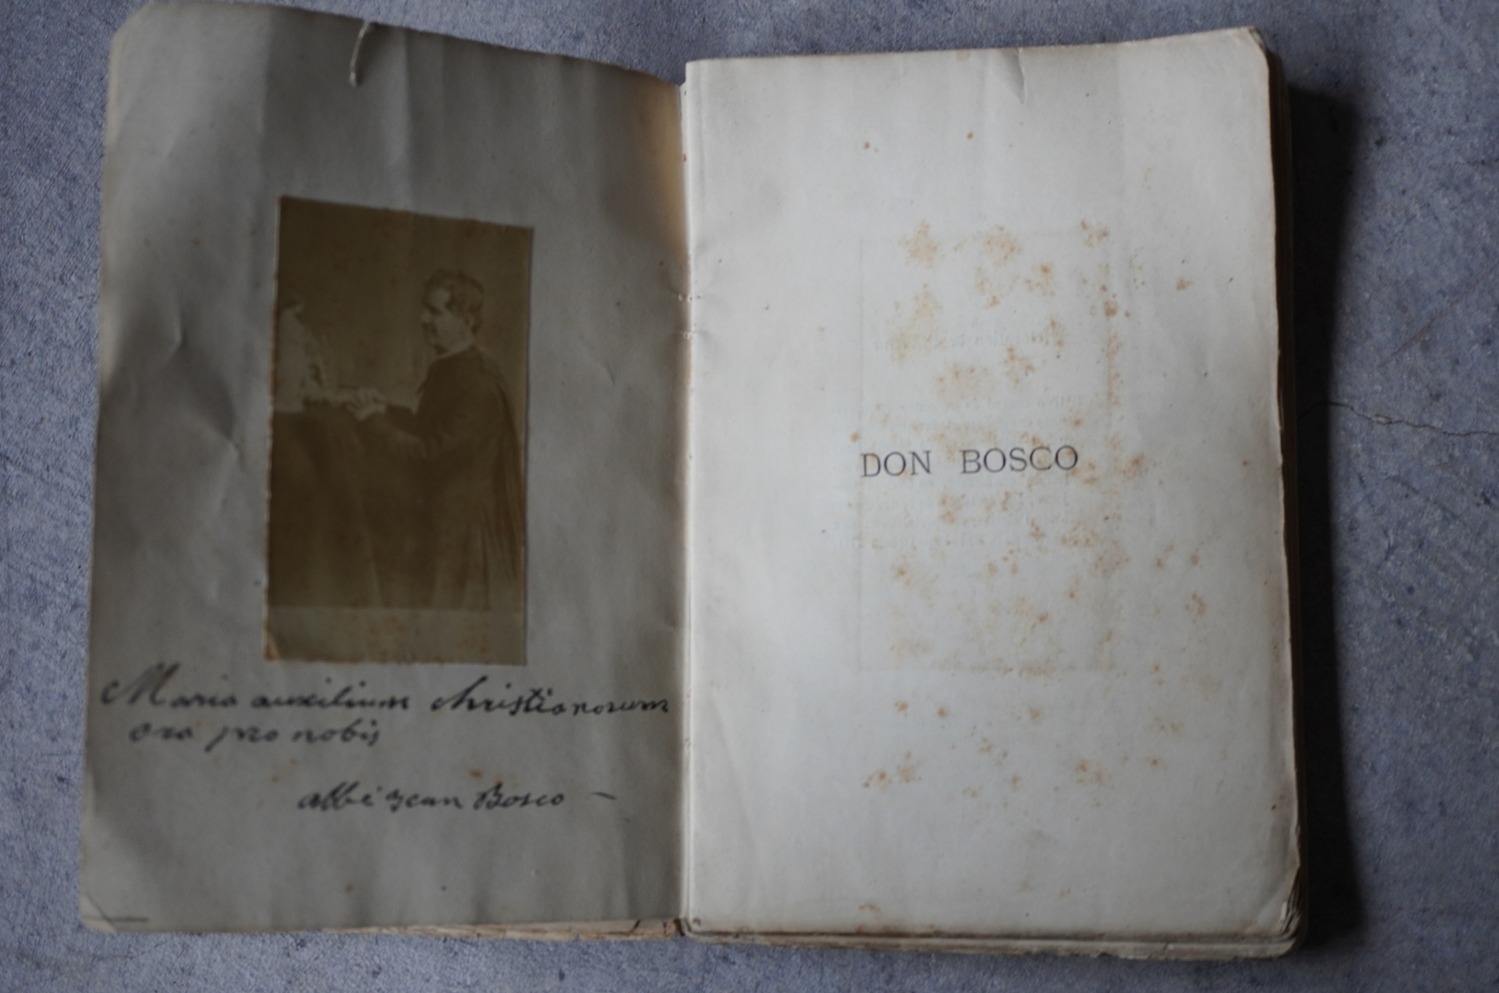 Maria auxilium christianorum
ora pro nobis
abbé Jean Bosco –
DON BOSCO